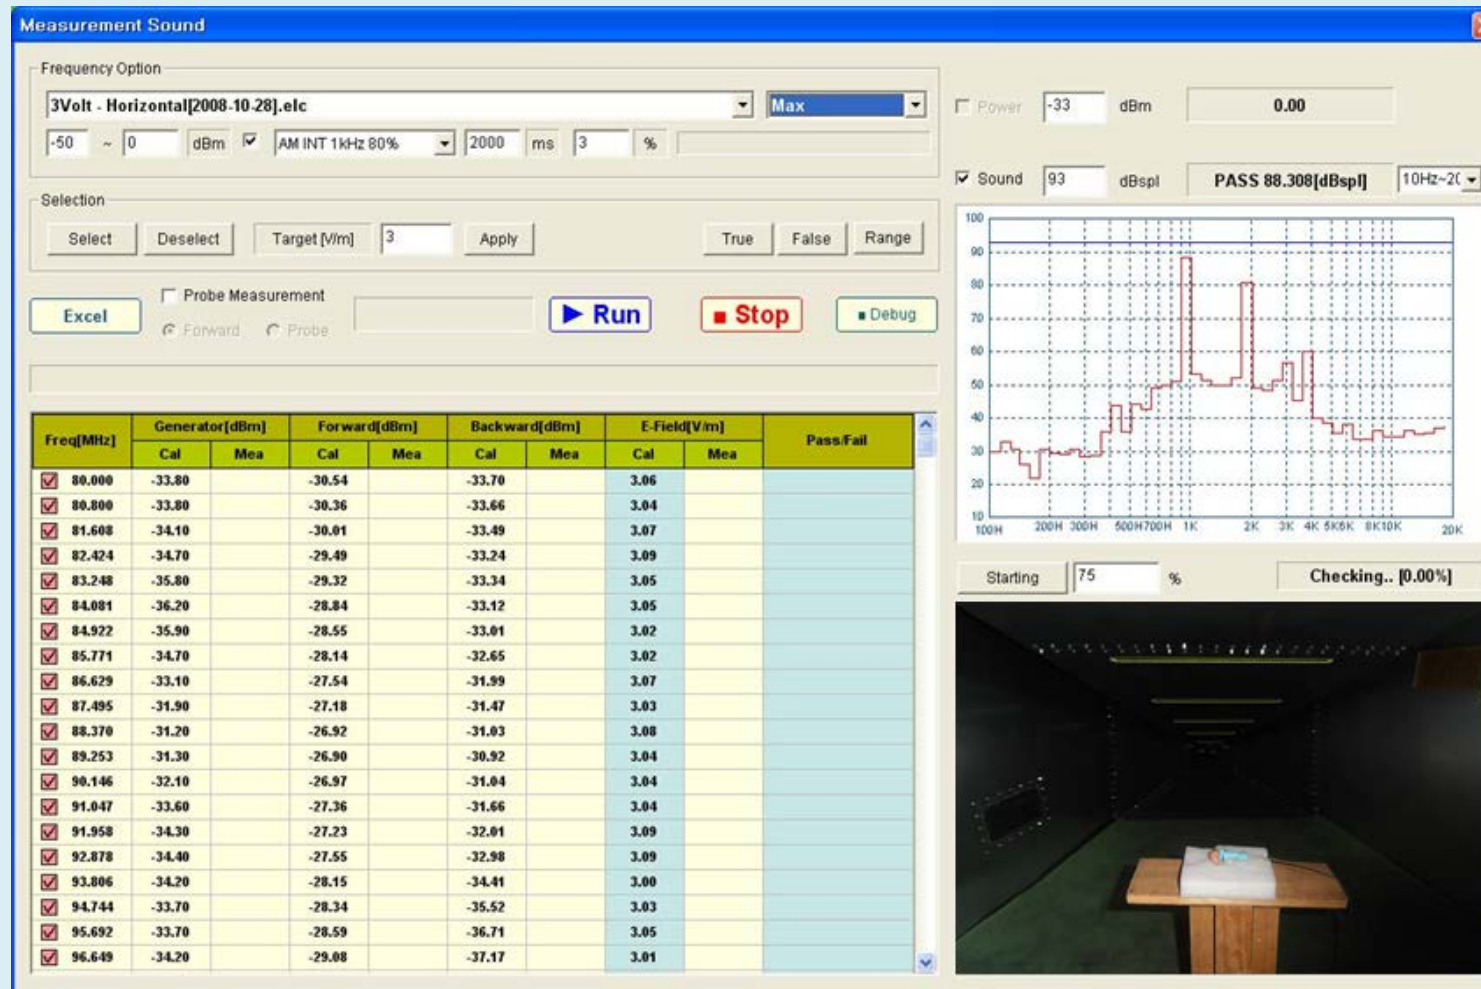 Measurement Sound
Frequency Option
3Volt - Horizontal[2008-10-28].elc Max
-50 ~ 0 dBm AM INT 1kHz 80% 2000 ms 3 %
Power -33 dBm 0.00
Sound 93 dBspl PASS 88.308[dBspl] 10Hz~2
Selection
Select Deselect Target [V/m] 3 Apply True False Range
Excel Probe Measurement Run Stop Debug
Forward Probe
100
90
80
70
60
50
40
30
20
10
100H 200H 300H 500H 700H 1K 2K 3K 4K 5K 6K 8K 10K 20K
Starting 75 % Checking.. [0.00%]
Freq[MHz] Generator[dBm] Forward[dBm] Backward[dBm] E-Field[V/m] Pass/Fail
Cal Mea Cal Mea Cal Mea Cal Mea
80.000 -33.80 -30.54 -33.70 3.06
80.800 -33.80 -30.36 -33.66 3.04
81.608 -34.10 -30.01 -33.49 3.07
82.424 -34.70 -29.49 -33.24 3.09
83.248 -35.80 -29.32 -33.34 3.05
84.081 -36.20 -28.84 -33.12 3.05
84.922 -35.90 -28.55 -33.01 3.02
85.771 -34.70 -28.14 -32.65 3.02
86.629 -33.10 -27.54 -31.99 3.07
87.495 -31.90 -27.18 -31.47 3.03
88.370 -31.20 -26.92 -31.03 3.08
89.253 -31.30 -26.90 -30.92 3.04
90.146 -32.10 -26.97 -31.04 3.04
91.047 -33.60 -27.36 -31.66 3.04
91.958 -34.30 -27.23 -32.01 3.09
92.878 -34.40 -27.55 -32.98 3.09
93.806 -34.20 -28.15 -34.41 3.00
94.744 -33.70 -28.34 -35.52 3.03
95.692 -33.70 -28.59 -36.71 3.05
96.649 -34.20 -29.08 -37.17 3.01